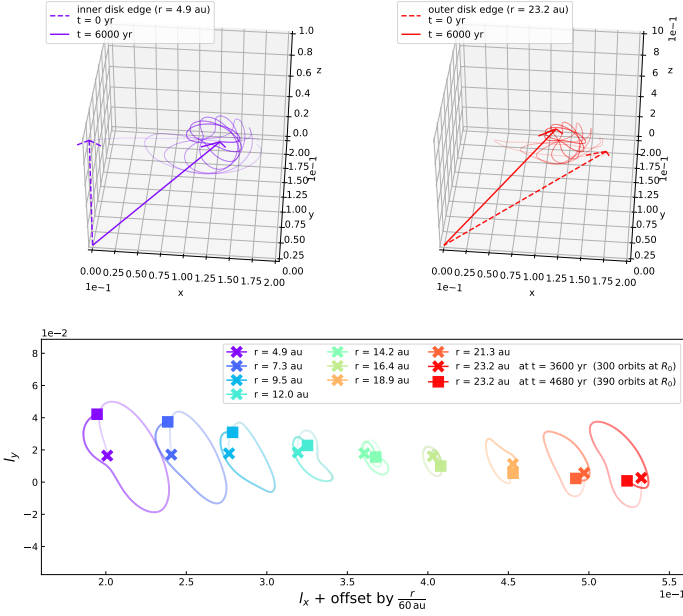 inner disk edge (r = 4.9 au)
t = 0 yr
t = 6000 yr
1.0
z
0.8
0.6
0.4
0.2
0.0
2.00
1e−1
1.75
1.50
1.25
1.00
y
0.75
0.50
0.25
0.00
0.00 0.25 0.50 0.75 1.00 1.25 1.50 1.75 2.00
1e−1
x
outer disk edge (r = 23.2 au)
t = 0 yr
t = 6000 yr
10
1e−1
8
z
6
4
2
0
2.00
1e−1
1.75
1.50
1.25
1.00
y
0.75
0.50
0.25
0.00
0.00 0.25 0.50 0.75 1.00 1.25 1.50 1.75 2.00
1e−1
x
1e−2
8
6
4
2
0
−2
−4
l_y
r = 4.9 au
r = 7.3 au
r = 9.5 au
r = 12.0 au
r = 14.2 au
r = 16.4 au
r = 18.9 au
r = 21.3 au
r = 23.2 au at t = 3600 yr (300 orbits at R₀)
r = 23.2 au at t = 4680 yr (390 orbits at R₀)
2.0 2.5 3.0 3.5 4.0 4.5 5.0 5.5
1e−1
l_x + offset by r/60 au